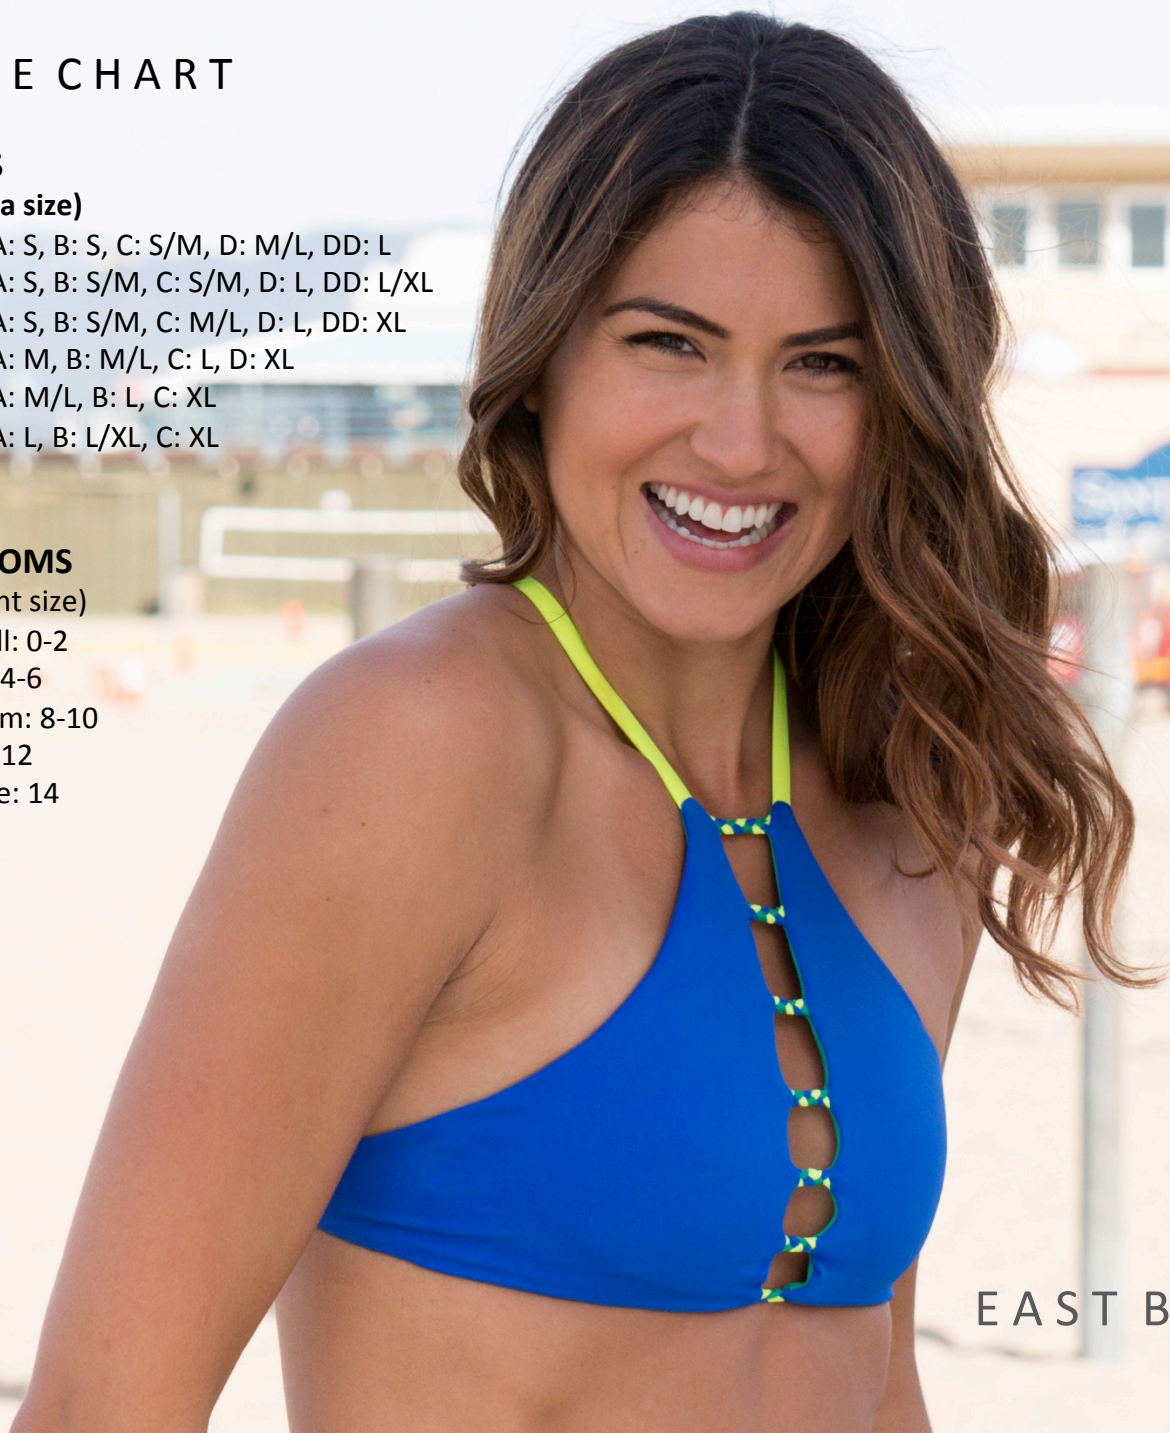 E CHART
S
a size)
A: S, B: S, C: S/M, D: M/L, DD: L
A: S, B: S/M, C: S/M, D: L, DD: L/XL
A: S, B: S/M, C: M/L, D: L, DD: XL
A: M, B: M/L, C: L, D: XL
A: M/L, B: L, C: XL
A: L, B: L/XL, C: XL
OMS
nt size)
ll: 0-2
4-6
m: 8-10
12
e: 14
EAST B